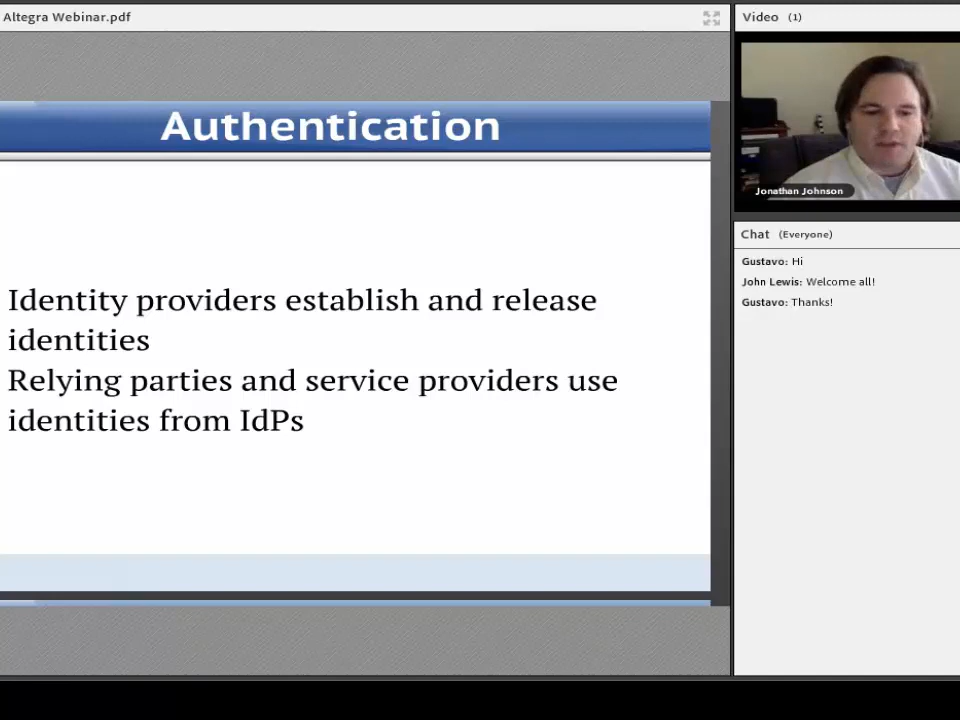 Altegra Webinar.pdf
Authentication
Identity providers establish and release
identities
Relying parties and service providers use
identities from IdPs
Video (1)
Jonathan Johnson
Chat (Everyone)
Gustavo: Hi
John Lewis: Welcome all!
Gustavo: Thanks!